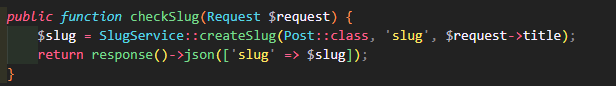 public function checkSlug(Request $request) {
    $slug = SlugService::createSlug(Post::class, 'slug', $request->title);
    return response()->json(['slug' => $slug]);
}